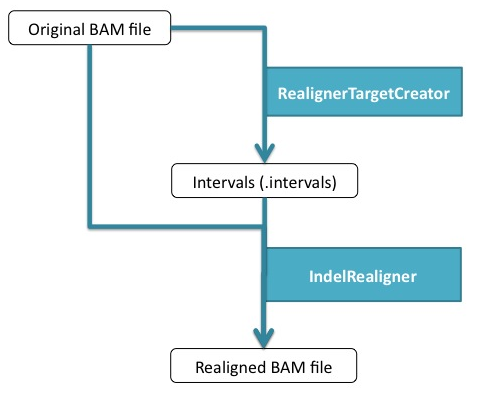 Original BAM file
RealignerTargetCreator
Intervals (.intervals)
IndelRealigner
Realigned BAM file